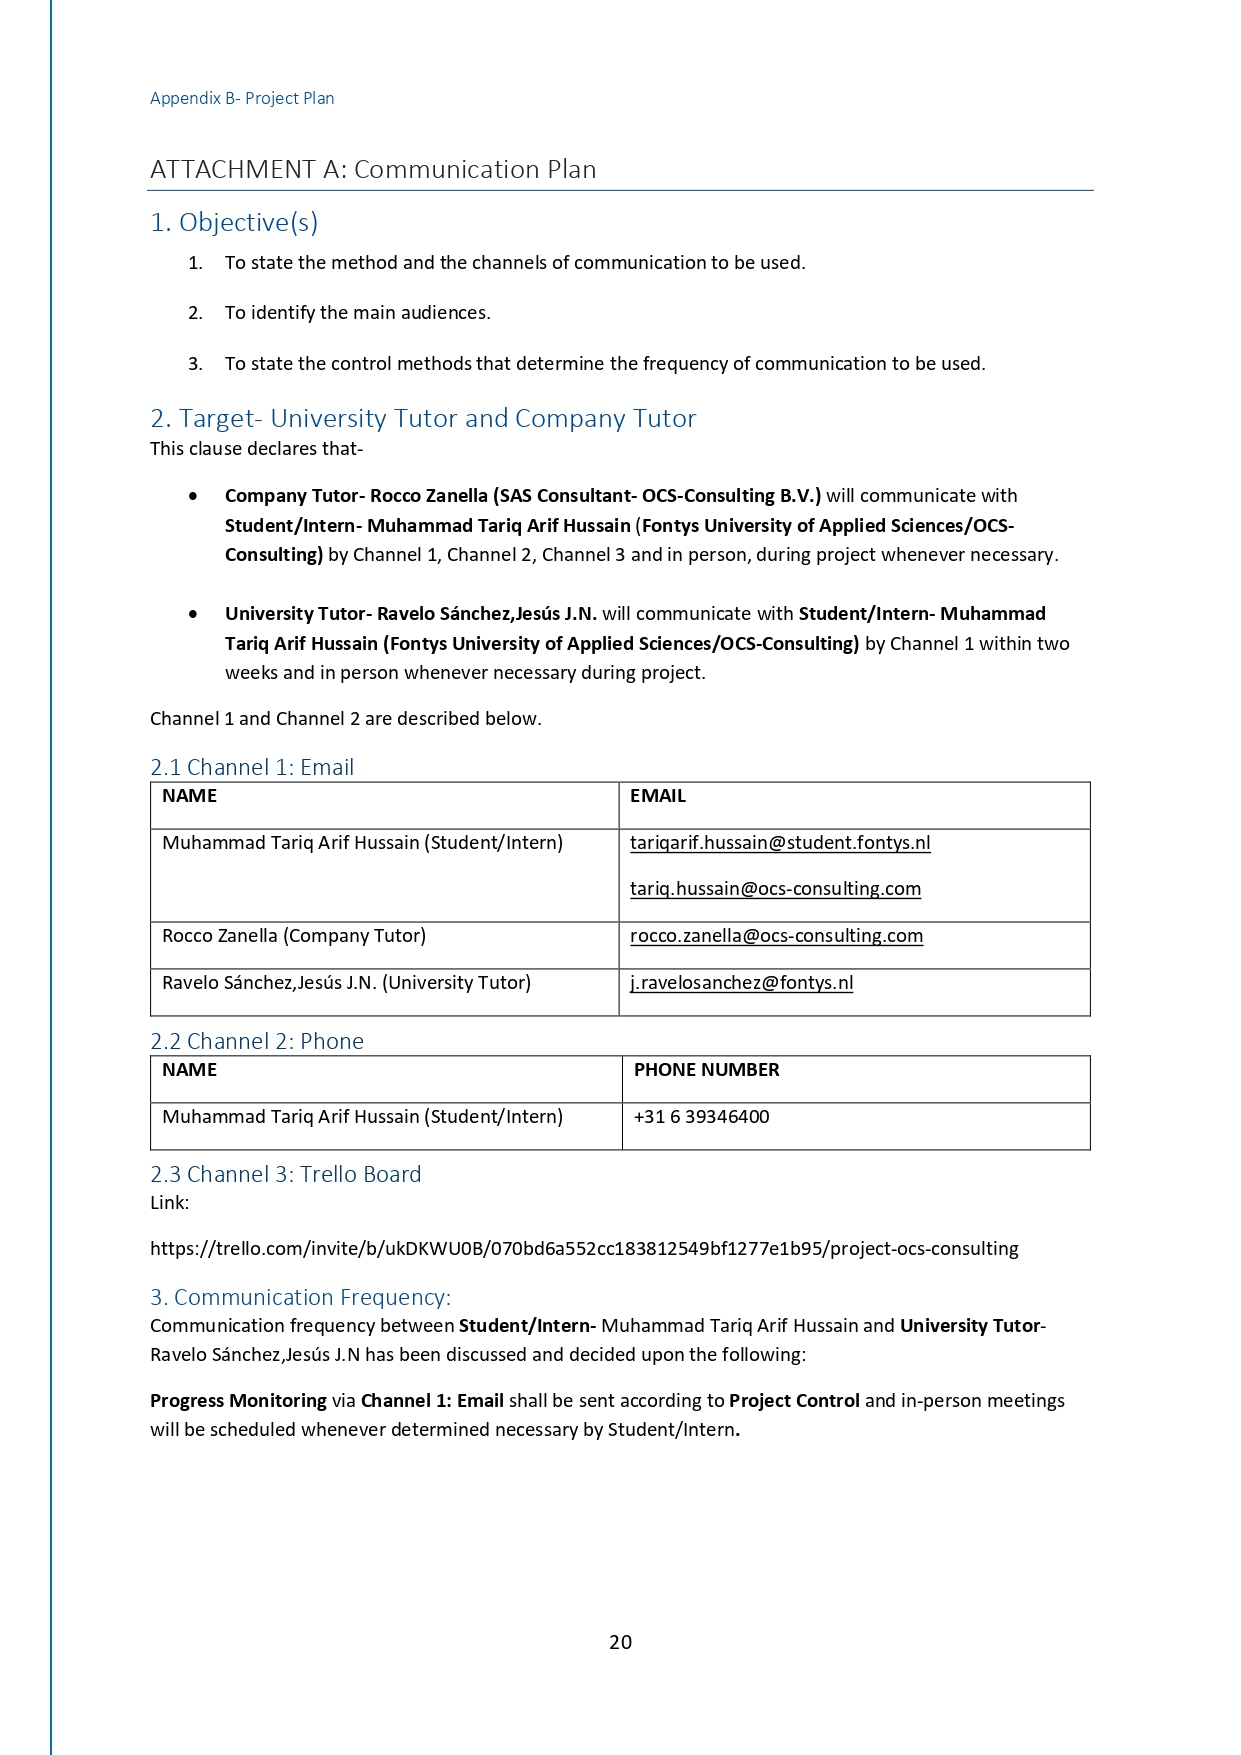 Appendix B- Project Plan
ATTACHMENT A: Communication Plan
1. Objective(s)
1. To state the method and the channels of communication to be used.
2. To identify the main audiences.
3. To state the control methods that determine the frequency of communication to be used.
2. Target- University Tutor and Company Tutor
This clause declares that-
• Company Tutor- Rocco Zanella (SAS Consultant- OCS-Consulting B.V.) will communicate with
Student/Intern- Muhammad Tariq Arif Hussain (Fontys University of Applied Sciences/OCS-
Consulting) by Channel 1, Channel 2, Channel 3 and in person, during project whenever necessary.
• University Tutor- Ravelo Sánchez,Jesús J.N. will communicate with Student/Intern- Muhammad
Tariq Arif Hussain (Fontys University of Applied Sciences/OCS-Consulting) by Channel 1 within two
weeks and in person whenever necessary during project.
Channel 1 and Channel 2 are described below.
2.1 Channel 1: Email
NAME EMAIL
Muhammad Tariq Arif Hussain (Student/Intern) tariqarif.hussain@student.fontys.nl
tariq.hussain@ocs-consulting.com
Rocco Zanella (Company Tutor) rocco.zanella@ocs-consulting.com
Ravelo Sánchez,Jesús J.N. (University Tutor) j.ravelosanchez@fontys.nl
2.2 Channel 2: Phone
NAME PHONE NUMBER
Muhammad Tariq Arif Hussain (Student/Intern) +31 6 39346400
2.3 Channel 3: Trello Board
Link:
https://trello.com/invite/b/ukDKWU0B/070bd6a552cc183812549bf1277e1b95/project-ocs-consulting
3. Communication Frequency:
Communication frequency between Student/Intern- Muhammad Tariq Arif Hussain and University Tutor-
Ravelo Sánchez,Jesús J.N has been discussed and decided upon the following:
Progress Monitoring via Channel 1: Email shall be sent according to Project Control and in-person meetings
will be scheduled whenever determined necessary by Student/Intern.
20